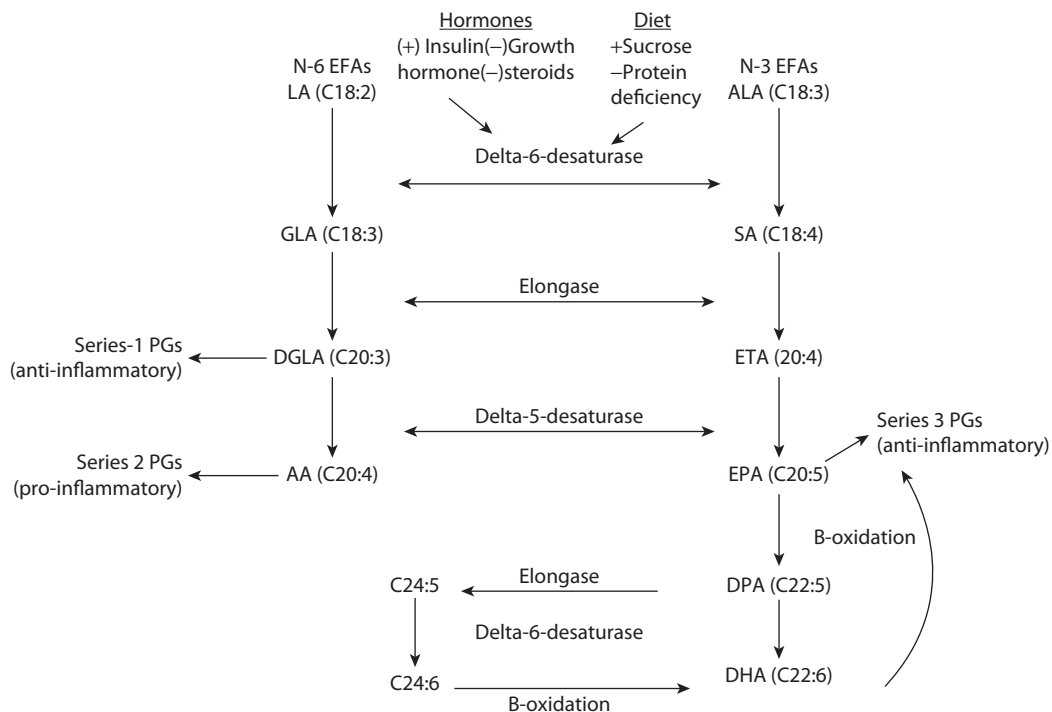 Hormones
(+) Insulin(−)Growth
hormone(−)steroids
Diet
+Sucrose
−Protein
deficiency
N-6 EFAs
LA (C18:2)
N-3 EFAs
ALA (C18:3)
Delta-6-desaturase
GLA (C18:3)
SA (C18:4)
Elongase
Series-1 PGs
(anti-inflammatory)
DGLA (C20:3)
ETA (20:4)
Delta-5-desaturase
Series 3 PGs
(anti-inflammatory)
Series 2 PGs
(pro-inflammatory)
AA (C20:4)
EPA (C20:5)
B-oxidation
C24:5
Elongase
DPA (C22:5)
Delta-6-desaturase
C24:6
DHA (C22:6)
B-oxidation